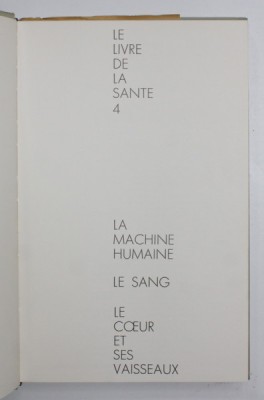 LE
LIVRE
DE
LA
SANTE
4
LA
MACHINE
HUMAINE
LE SANG
LE
CŒUR
ET
SES
VAISSEAUX